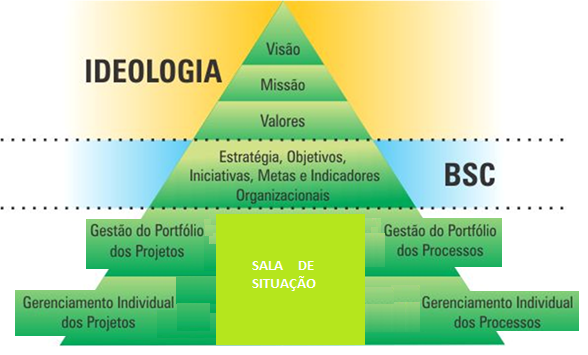 Visão
IDEOLOGIA
Missão
Valores
Estratégia, Objetivos,
Iniciativas, Metas e Indicadores
Organizacionais
BSC
Gestão do Portfólio
dos Projetos
Gestão do Portfólio
dos Processos
SALA DE
SITUAÇÃO
Gerenciamento Individual
dos Projetos
Gerenciamento Individual
dos Processos